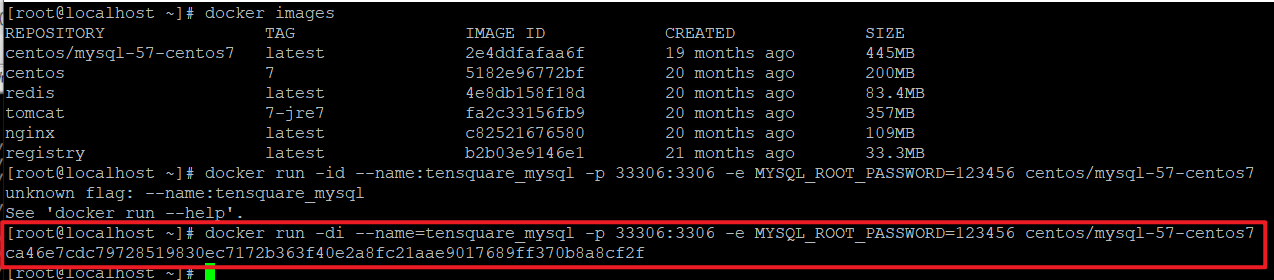 [root@localhost ~]# docker images
REPOSITORY TAG IMAGE ID CREATED SIZE
centos/mysql-57-centos7 latest 2e4ddfafaa6f 19 months ago 445MB
centos 7 5182e96772bf 20 months ago 200MB
redis latest 4e8db158f18d 20 months ago 83.4MB
tomcat 7-jre7 fa2c33156fb9 20 months ago 357MB
nginx latest c82521676580 20 months ago 109MB
registry latest b2b03e9146e1 21 months ago 33.3MB
[root@localhost ~]# docker run -id --name:tensquare_mysql -p 33306:3306 -e MYSQL_ROOT_PASSWORD=123456 centos/mysql-57-centos7
unknown flag: --name:tensquare_mysql
See 'docker run --help'.
[root@localhost ~]# docker run -di --name=tensquare_mysql -p 33306:3306 -e MYSQL_ROOT_PASSWORD=123456 centos/mysql-57-centos7
ca46e7cdc79728519830ec7172b363f40e2a8fc21aae9017689ff370b8a8cf2f
[root@localhost ~]#